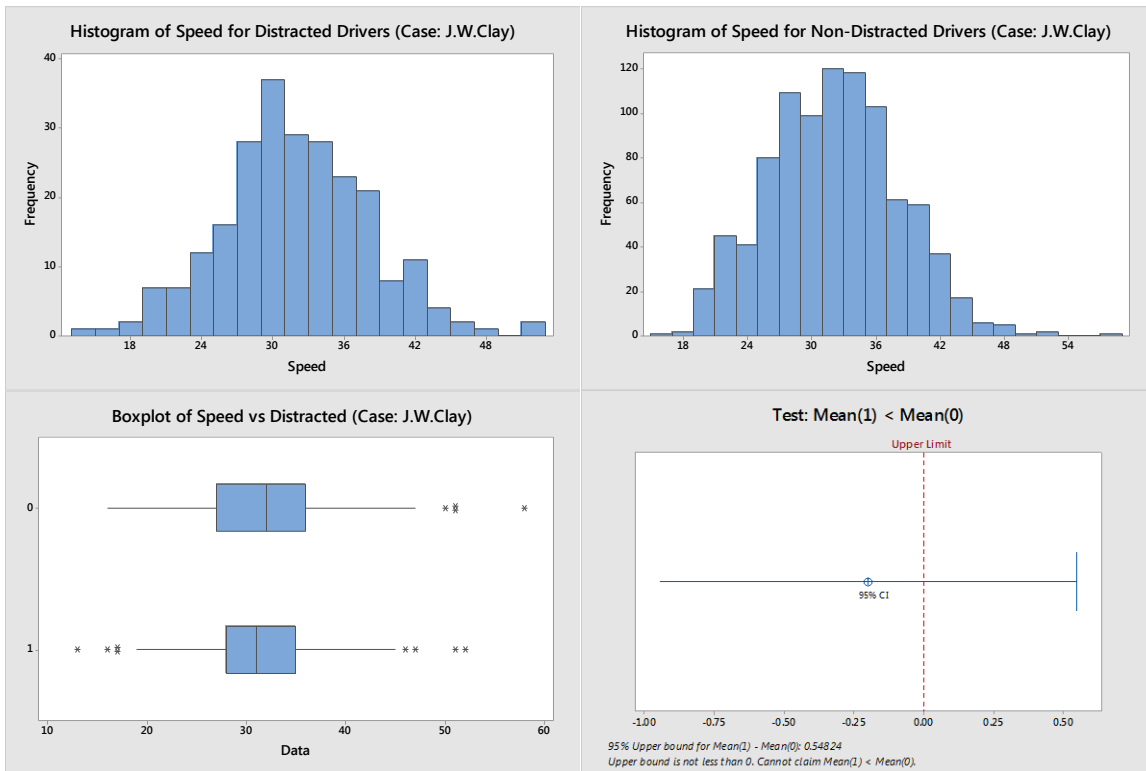 Histogram of Speed for Distracted Drivers (Case: J.W.Clay)
40
30
20
10
0
Frequency
18 24 30 36 42 48
Speed
Histogram of Speed for Non-Distracted Drivers (Case: J.W.Clay)
120
100
80
60
40
20
0
Frequency
18 24 30 36 42 48 54
Speed
Boxplot of Speed vs Distracted (Case: J.W.Clay)
0
1
10 20 30 40 50 60
Data
Test: Mean(1) < Mean(0)
Upper Limit
95% CI
-1.00 -0.75 -0.50 -0.25 0.00 0.25 0.50
95% Upper bound for Mean(1) - Mean(0): 0.54824
Upper bound is not less than 0. Cannot claim Mean(1) < Mean(0).